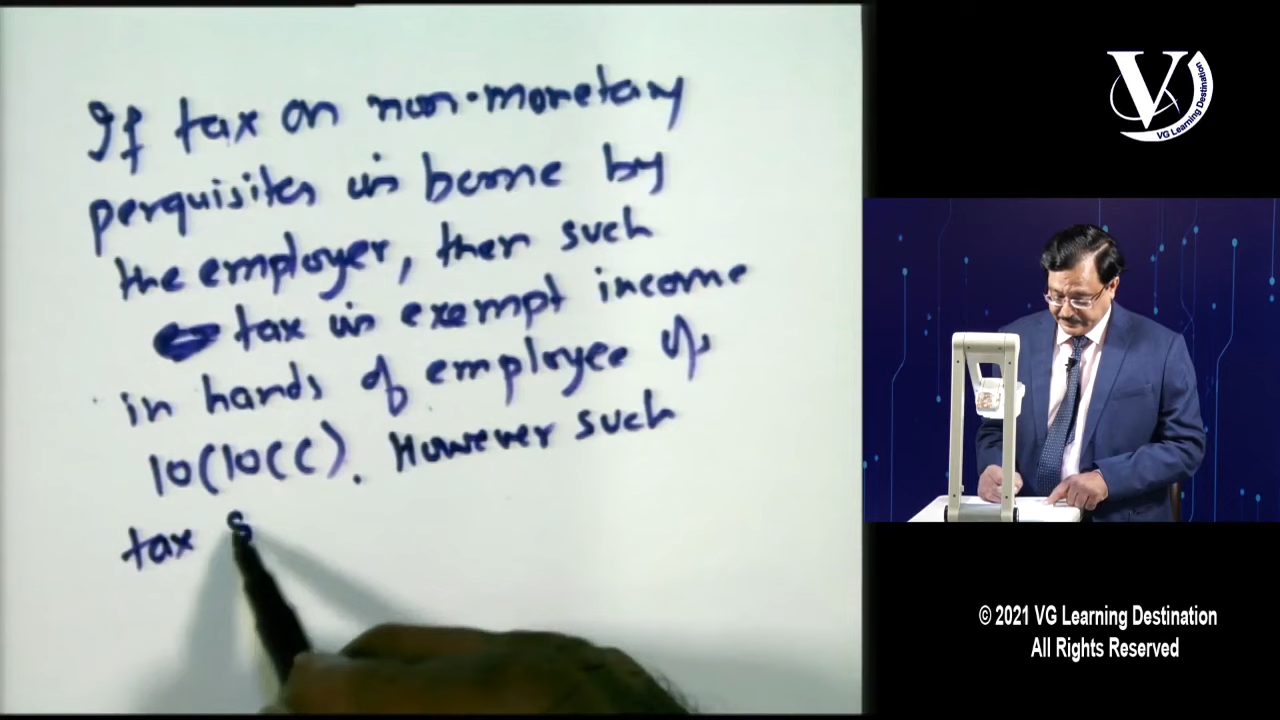 If tax on non-monetary
perquisites is borne by
the employer, then such
tax is exempt income
in hands of employee u/s
10(10CC). However such
tax s
V
VG Learning Destination
© 2021 VG Learning Destination
All Rights Reserved